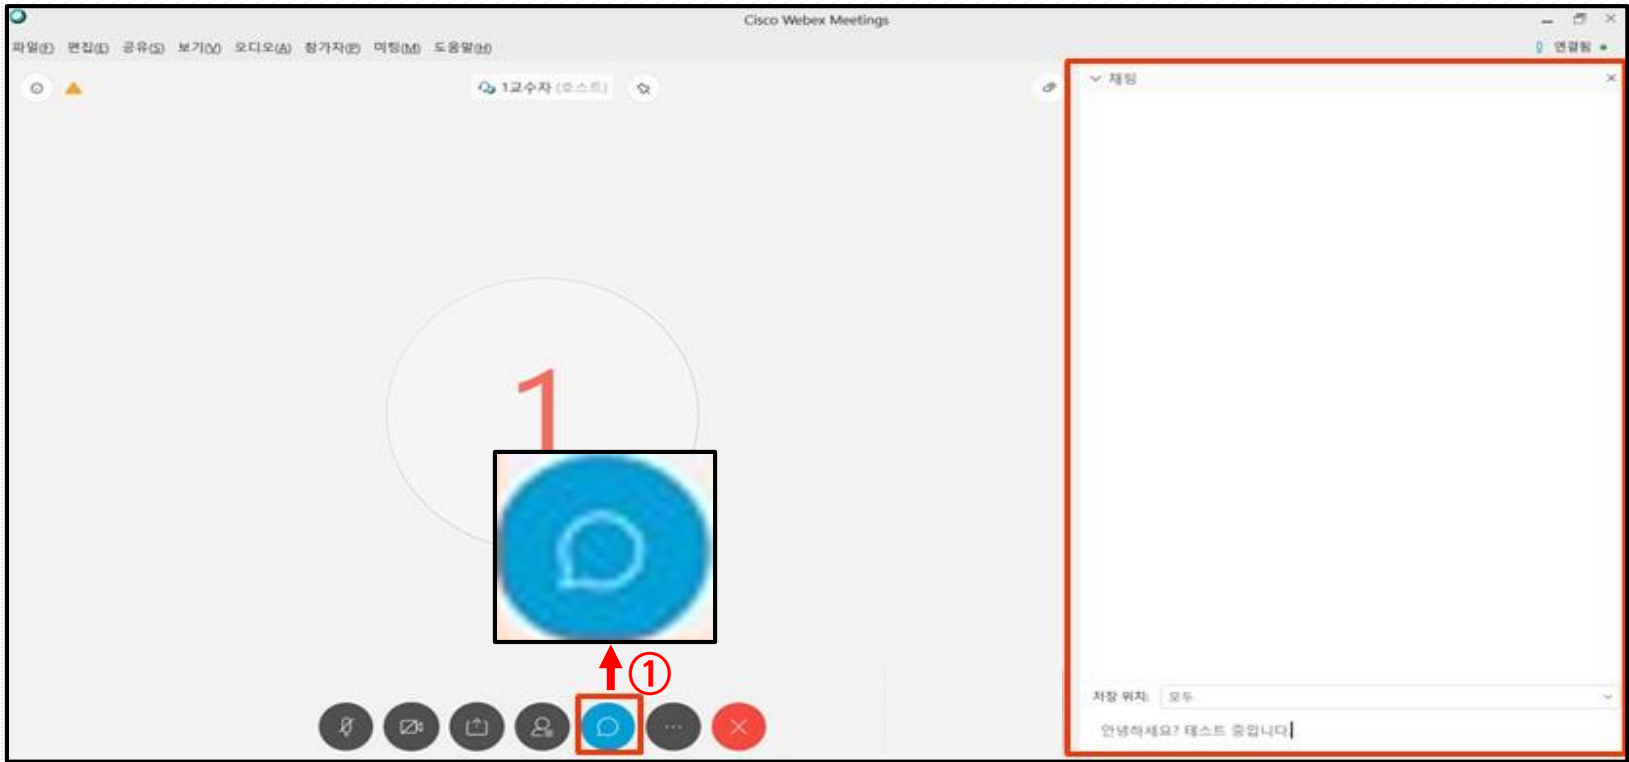 Cisco Webex Meetings
파일(F) 편집(E) 공유(S) 보기(V) 오디오(A) 참가자(P) 미팅(M) 도움말(H)
연결됨
1교수자 (호스트)
채팅
1
①
저장 위치: 모두
안녕하세요? 테스트 중입니다